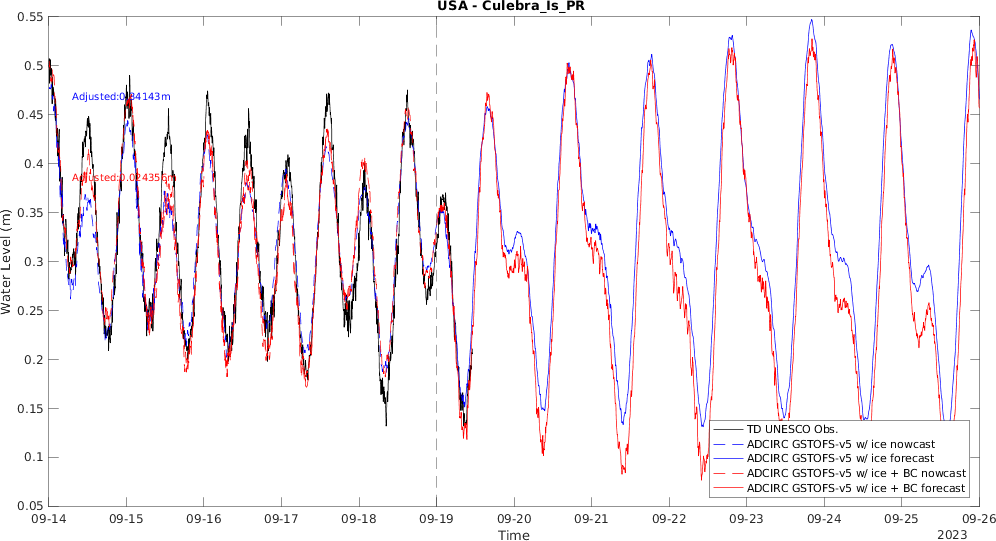 USA - Culebra_Is_PR
0.55
0.5
0.45
0.4
0.35
0.3
0.25
0.2
0.15
0.1
0.05
Water Level (m)
Adjusted:0.34143m
Adjusted:0.024356m
TD UNESCO Obs.
ADCIRC GSTOFS-v5 w/ ice nowcast
ADCIRC GSTOFS-v5 w/ ice forecast
ADCIRC GSTOFS-v5 w/ ice + BC nowcast
ADCIRC GSTOFS-v5 w/ ice + BC forecast
09-14 09-15 09-16 09-17 09-18 09-19 09-20 09-21 09-22 09-23 09-24 09-25 09-26
Time
2023